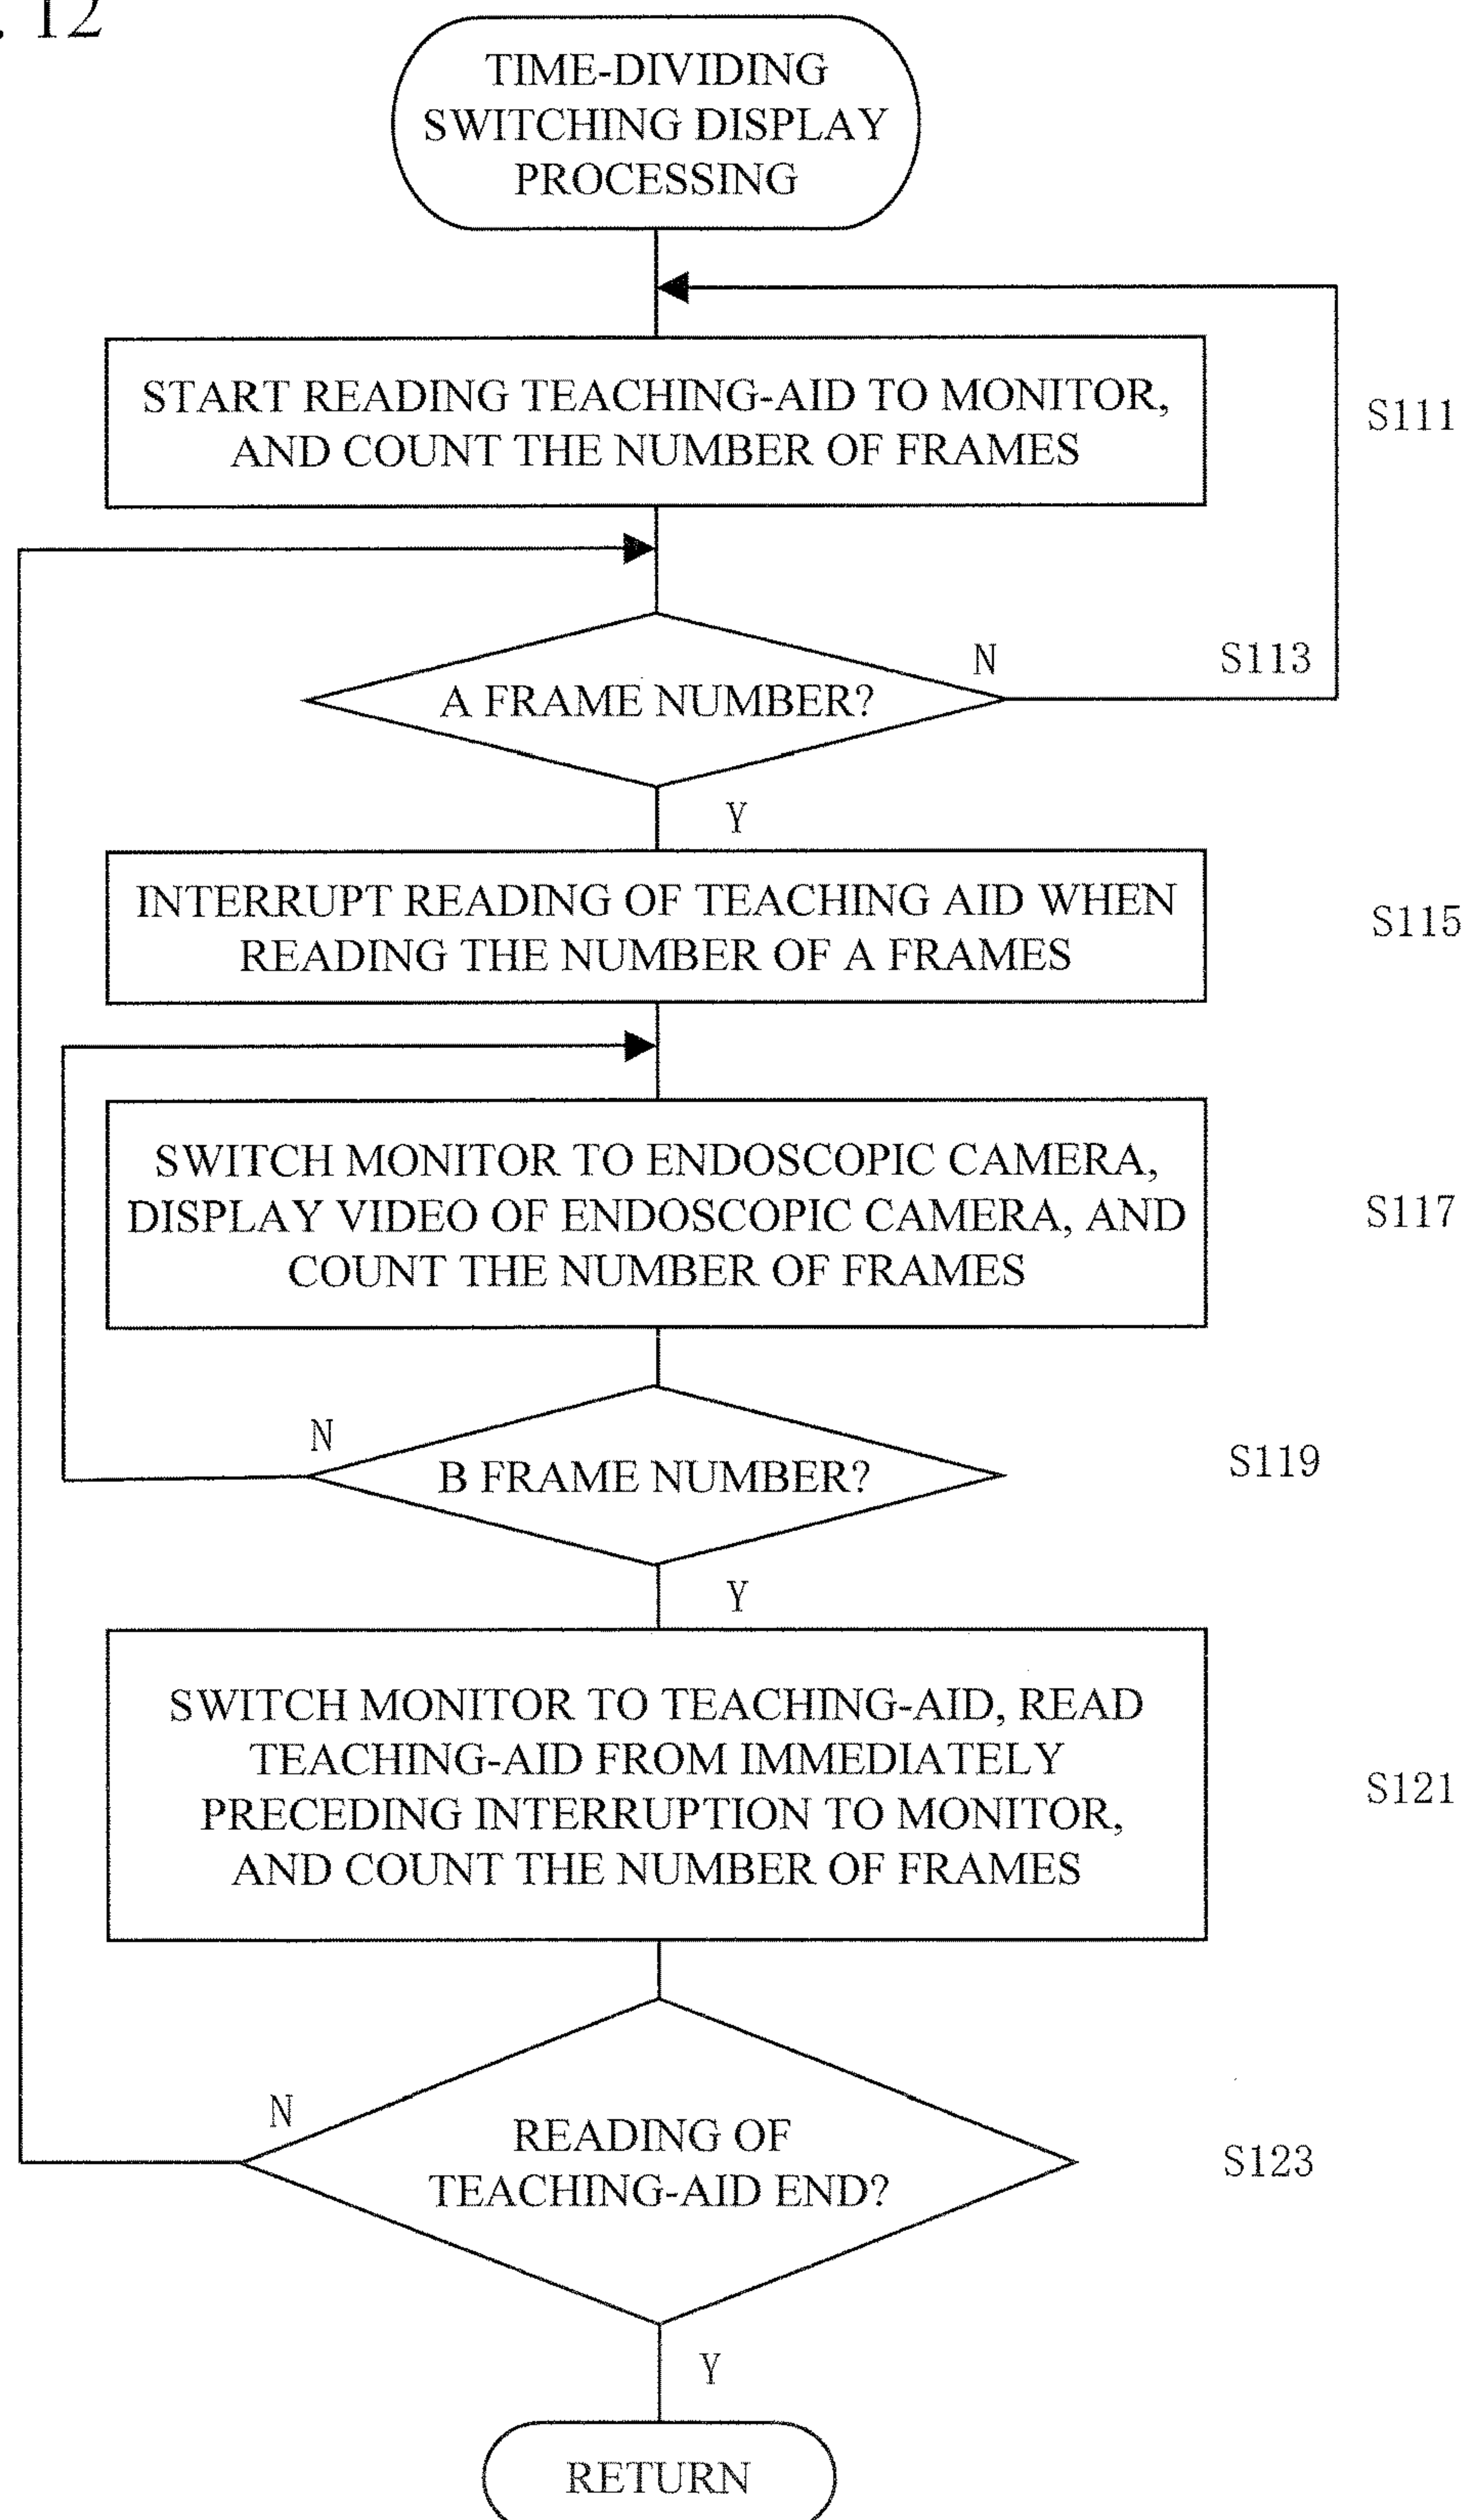 . 12
TIME-DIVIDING
SWITCHING DISPLAY
PROCESSING
START READING TEACHING-AID TO MONITOR,
AND COUNT THE NUMBER OF FRAMES
S111
N
S113
A FRAME NUMBER?
Y
INTERRUPT READING OF TEACHING AID WHEN
READING THE NUMBER OF A FRAMES
S115
SWITCH MONITOR TO ENDOSCOPIC CAMERA,
DISPLAY VIDEO OF ENDOSCOPIC CAMERA, AND
COUNT THE NUMBER OF FRAMES
S117
N
B FRAME NUMBER?
S119
Y
SWITCH MONITOR TO TEACHING-AID, READ
TEACHING-AID FROM IMMEDIATELY
PRECEDING INTERRUPTION TO MONITOR,
AND COUNT THE NUMBER OF FRAMES
S121
N
READING OF
TEACHING-AID END?
S123
Y
RETURN